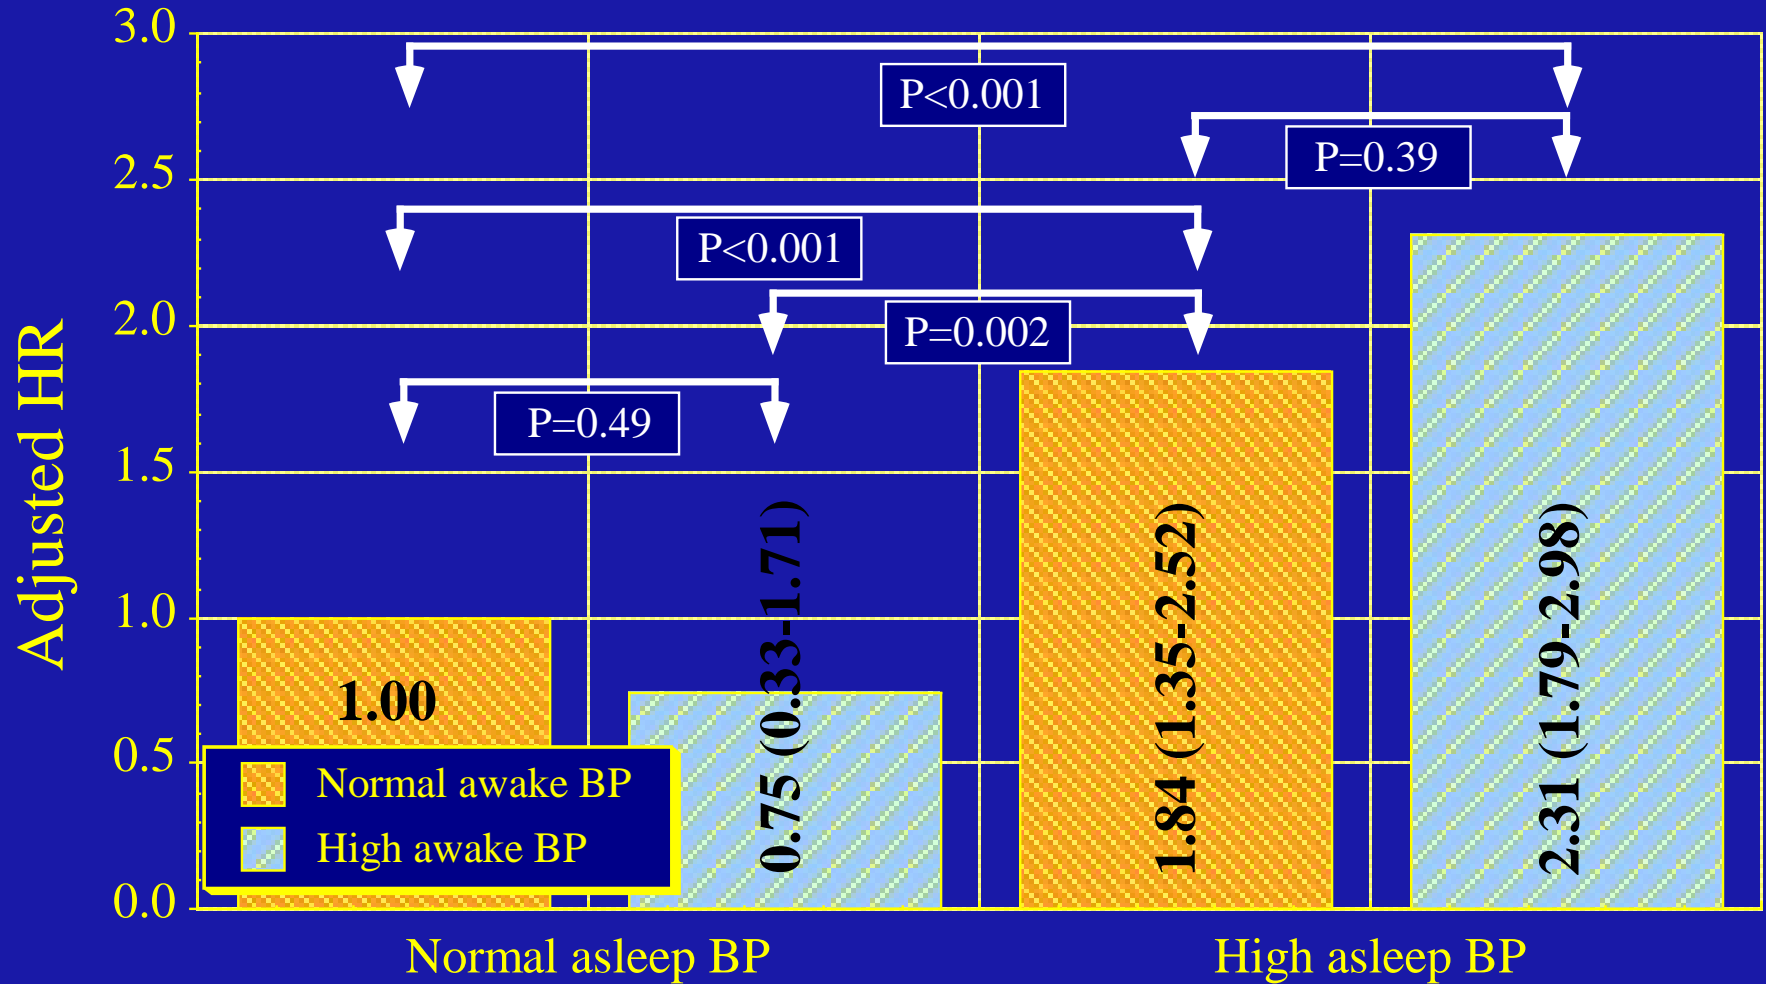 Adjusted HR
3.0
2.5
2.0
1.5
1.0
0.5
0.0
P<0.001
P=0.39
P<0.001
P=0.002
P=0.49
1.00
0.75 (0.33-1.71)
1.84 (1.35-2.52)
2.31 (1.79-2.98)
Normal awake BP
High awake BP
Normal asleep BP
High asleep BP